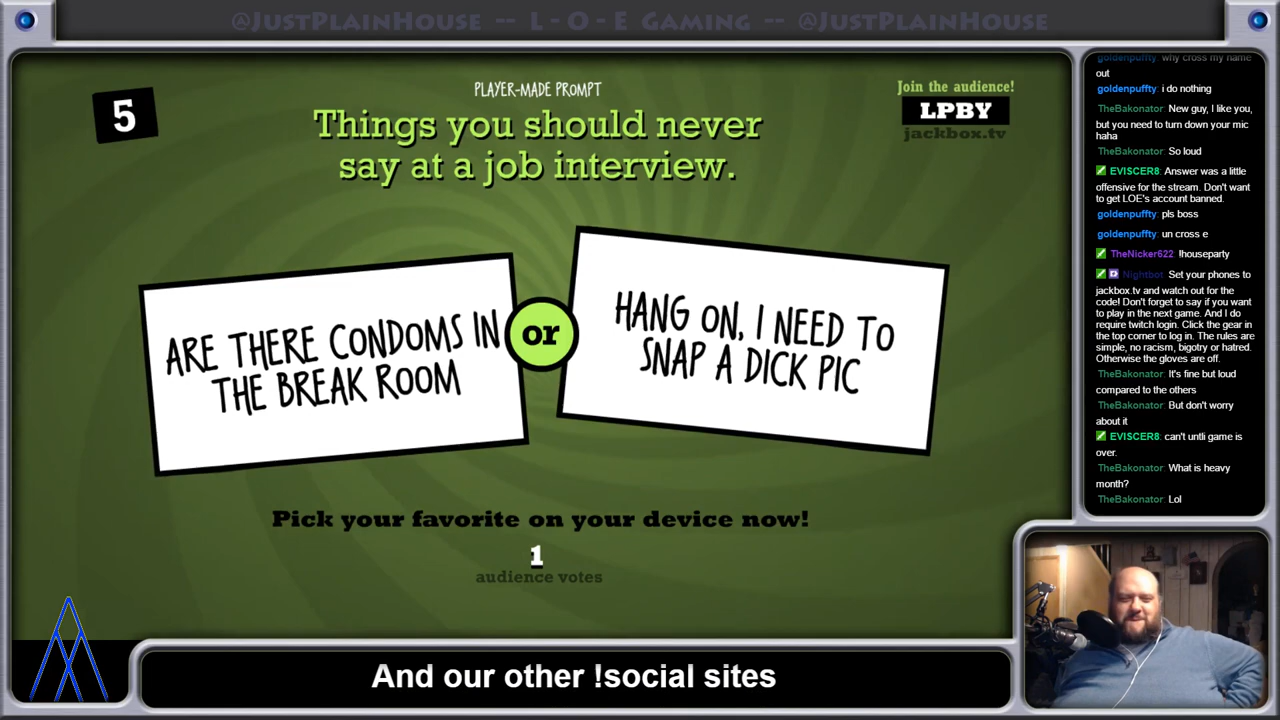 @JustPlainHouse -- L - O - E Gaming -- @JustPlainHouse
5
PLAYER-MADE PROMPT
Things you should never
say at a job interview.
Join the audience!
LPBY
jackbox.tv
ARE THERE CONDOMS IN
THE BREAK ROOM
or
HANG ON, I NEED TO
SNAP A DICK PIC
Pick your favorite on your device now!
1
audience votes
And our other !social sites
goldenpuffty: why cross my name
out
goldenpuffty: i do nothing
TheBakonator: New guy, I like you,
but you need to turn down your mic
haha
TheBakonator: So loud
EVISCER8: Answer was a little
offensive for the stream. Don't want
to get LOE's account banned.
goldenpuffty: pls boss
goldenpuffty: un cross e
TheNicker622: !houseparty
Nightbot: Set your phones to
jackbox.tv and watch out for the
code! Don't forget to say if you want
to play in the next game. And I do
require twitch login. Click the gear in
the top corner to log in. The rules are
simple, no racism, bigotry or hatred.
Otherwise the gloves are off.
TheBakonator: It's fine but loud
compared to the others
TheBakonator: But don't worry
about it
EVISCER8: can't untli game is
over.
TheBakonator: What is heavy
month?
TheBakonator: Lol